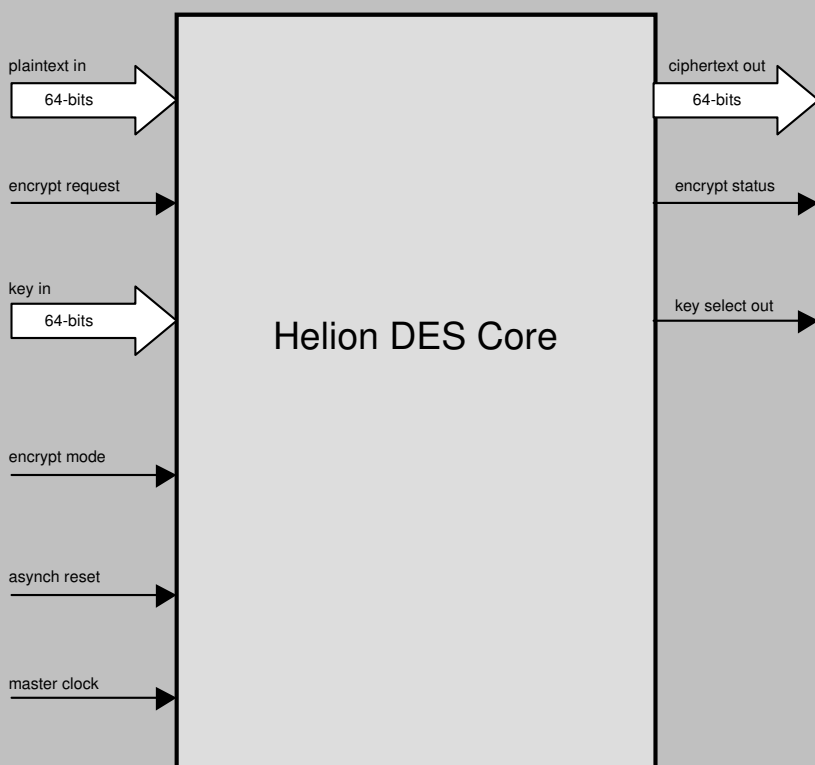 plaintext in
64-bits
encrypt request
key in
64-bits
encrypt mode
asynch reset
master clock
Helion DES Core
ciphertext out
64-bits
encrypt status
key select out